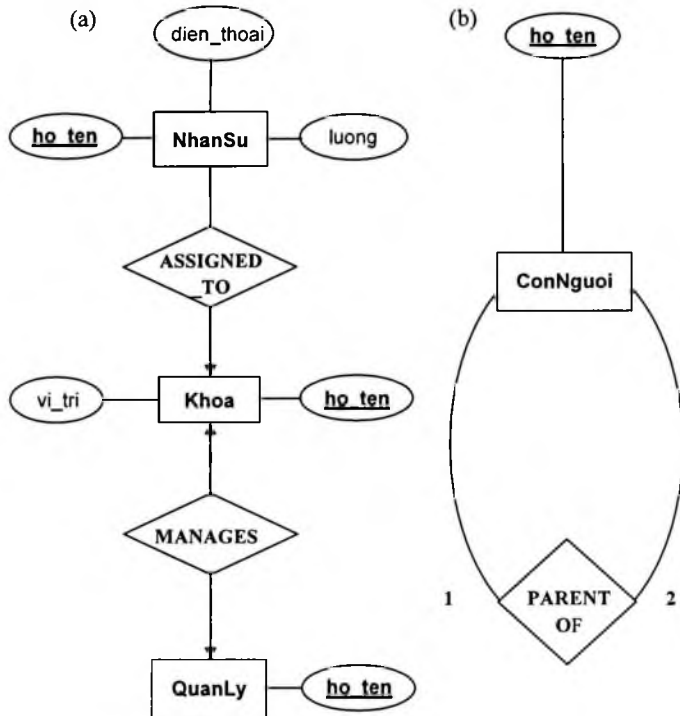 (a)
dien_thoai
ho_ten
NhanSu
luong
ASSIGNED
_TO
vi_tri
Khoa
ho_ten
MANAGES
QuanLy
ho_ten
(b)
ho_ten
ConNguoi
1
PARENT
OF
2